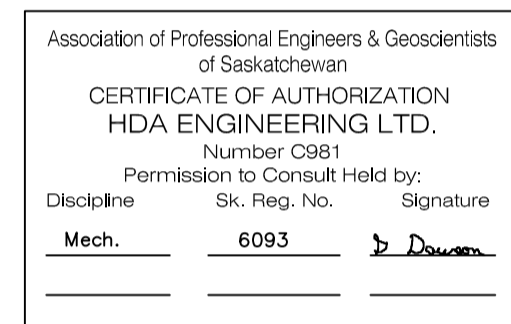 Association of Professional Engineers & Geoscientists
of Saskatchewan
CERTIFICATE OF AUTHORIZATION
HDA ENGINEERING LTD.
Number C981
Permission to Consult Held by:
Discipline Sk. Reg. No. Signature
Mech. 6093 D Dawson